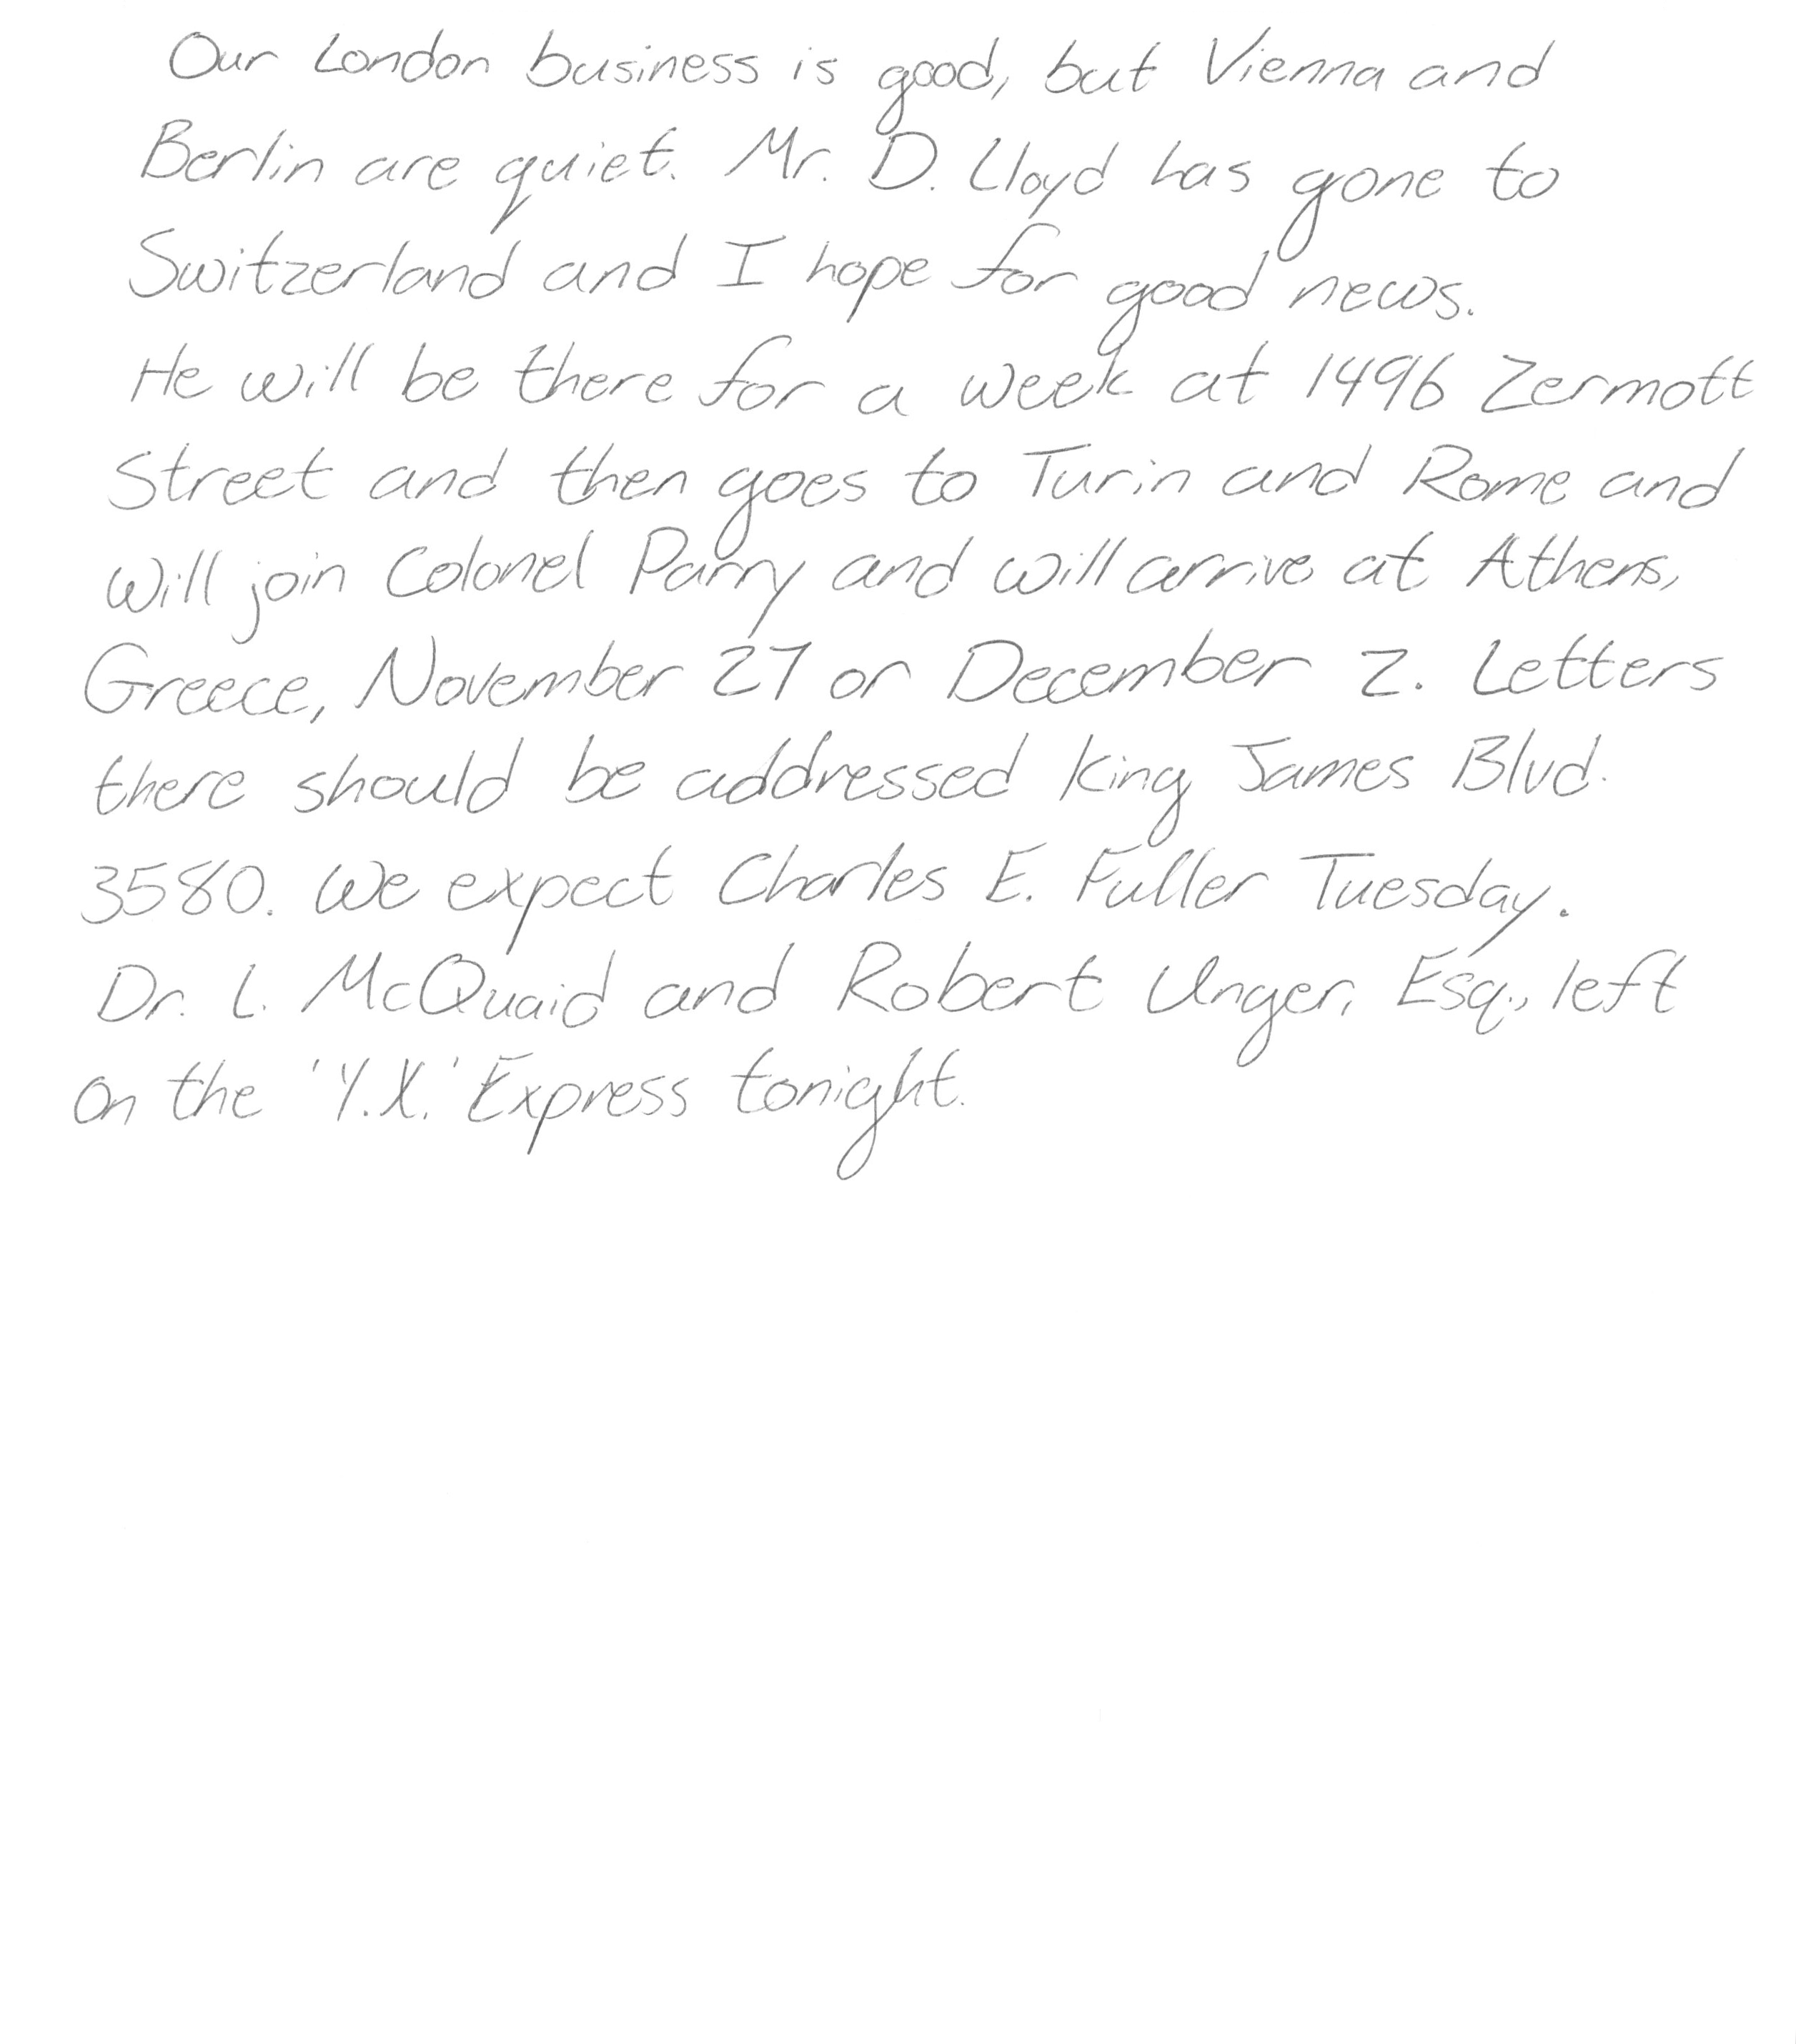 Our London business is good, but Vienna and
Berlin are quiet. Mr. D. Lloyd has gone to
Switzerland and I hope for good news.
He will be there for a week at 1496 Zermott
Street and then goes to Turin and Rome and
will join Colonel Parry and will arrive at Athens,
Greece, November 27 or December 2. Letters
there should be addressed King James Blvd.
3580. We expect Charles E. Fuller Tuesday.
Dr. L. McQuaid and Robert Unger, Esq., left
on the 'Y.X.' Express tonight.